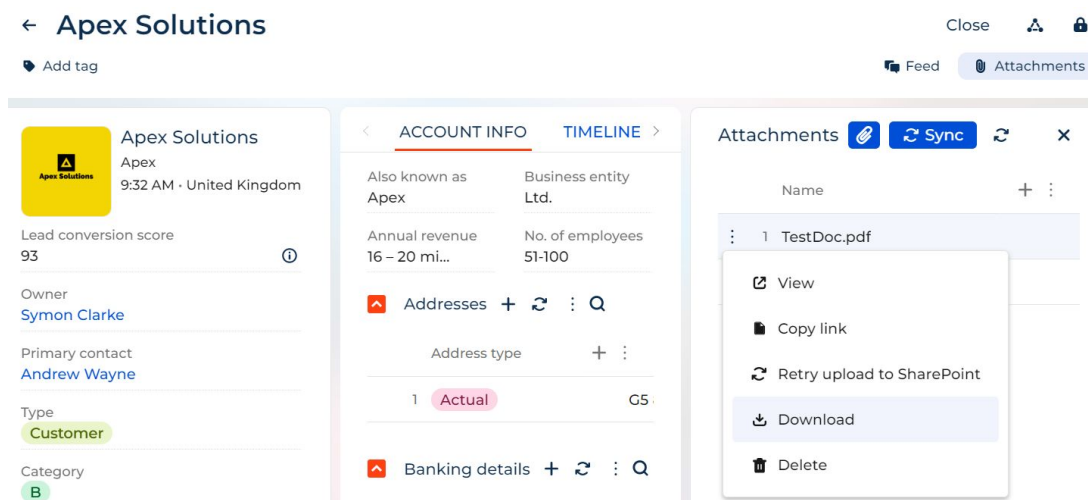 Apex Solutions
Close
Add tag
Feed
Attachments
Apex Solutions
Apex Solutions
Apex
9:32 AM · United Kingdom
Lead conversion score
93
Owner
Symon Clarke
Primary contact
Andrew Wayne
Type
Customer
Category
B
ACCOUNT INFO TIMELINE
Also known as Business entity
Apex Ltd.
Annual revenue No. of employees
16 – 20 mi... 51-100
Addresses
Address type
1 Actual G5
Banking details
Attachments Sync
Name
1 TestDoc.pdf
View
Copy link
Retry upload to SharePoint
Download
Delete